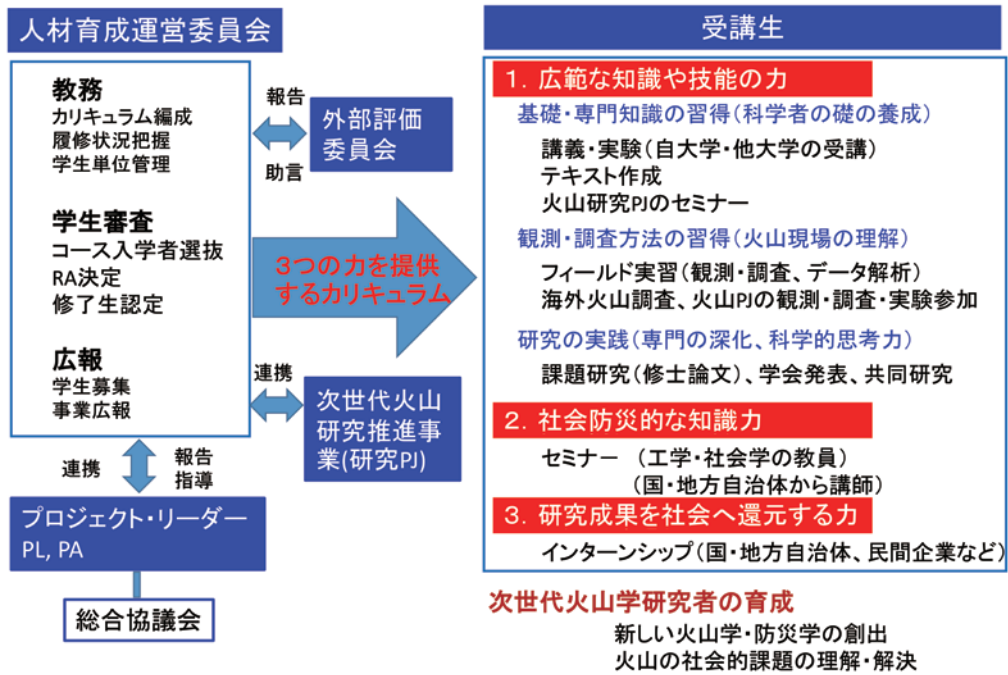 人材育成運営委員会
教務
カリキュラム編成
履修状況把握
学生単位管理
学生審査
コース入学者選抜
RA決定
修了生認定
広報
学生募集
事業広報
報告
助言
外部評価
委員会
3つの力を提供
するカリキュラム
連携
次世代火山
研究推進事
業(研究PJ)
連携
報告
指導
プロジェクト・リーダー
PL, PA
総合協議会
受講生
1. 広範な知識や技能の力
基礎・専門知識の習得(科学者の礎の養成)
講義・実験(自大学・他大学の受講)
テキスト作成
火山研究PJのセミナー
観測・調査方法の習得(火山現場の理解)
フィールド実習(観測・調査、データ解析)
海外火山調査、火山PJの観測・調査・実験参加
研究の実践(専門の深化、科学的思考力)
課題研究(修士論文)、学会発表、共同研究
2. 社会防災的な知識力
セミナー (工学・社会学の教員)
(国・地方自治体から講師)
3. 研究成果を社会へ還元する力
インターンシップ(国・地方自治体、民間企業など)
次世代火山学研究者の育成
新しい火山学・防災学の創出
火山の社会的課題の理解・解決